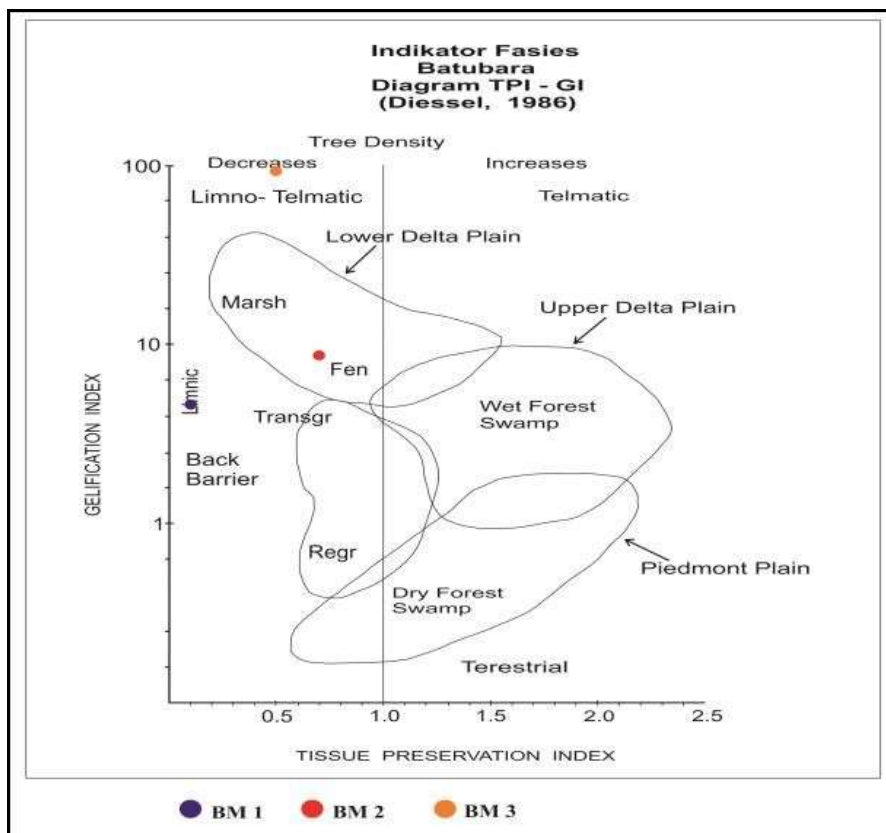 Indikator Fasies
Batubara
Diagram TPI - GI
(Diessel, 1986)
Tree Density
Decreases
Increases
100
Limno- Telmatic
Telmatic
Lower Delta Plain
Marsh
Upper Delta Plain
10
Fen
Limnic
Transgr
Wet Forest
Swamp
Back
Barrier
GELIFICATION INDEX
1
Regr
Piedmont Plain
Dry Forest
Swamp
Terestrial
0.5
1.0
1.5
2.0
2.5
TISSUE PRESERVATION INDEX
BM 1
BM 2
BM 3